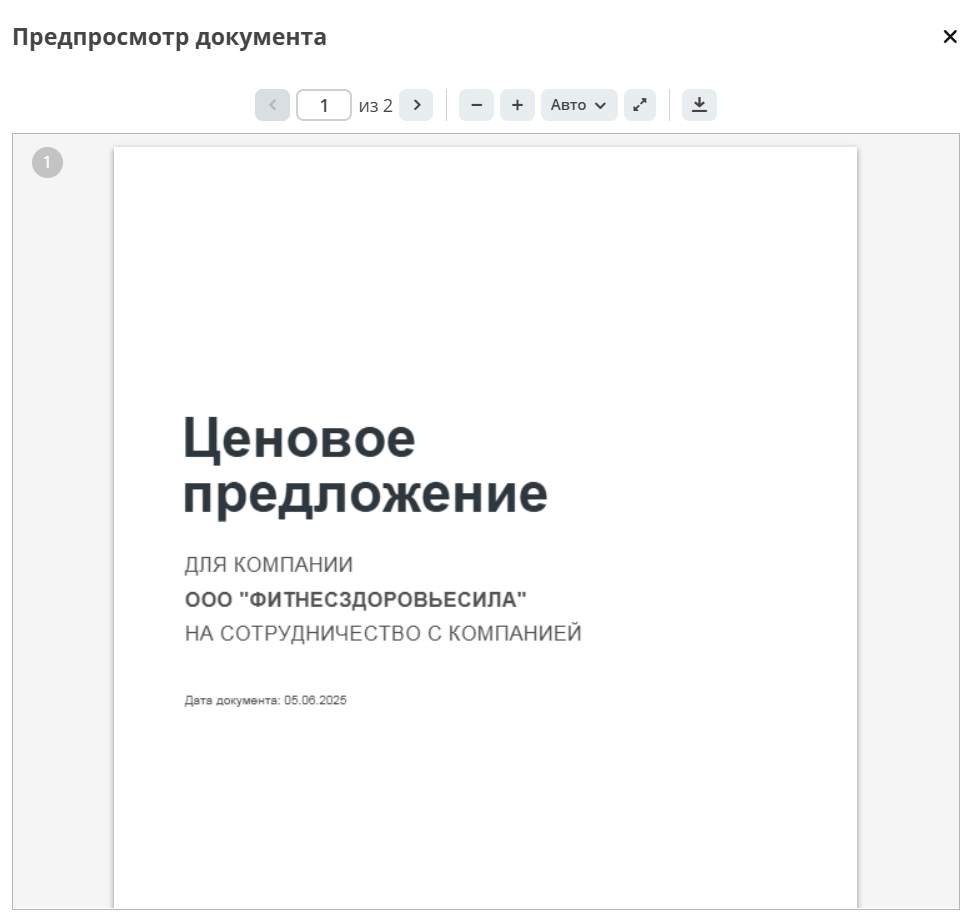 Предпросмотр документа
1 из 2
Авто
1
Ценовое
предложение
ДЛЯ КОМПАНИИ
ООО "ФИТНЕСЗДОРОВЬЕСИЛА"
НА СОТРУДНИЧЕСТВО С КОМПАНИЕЙ
Дата документа: 05.06.2025